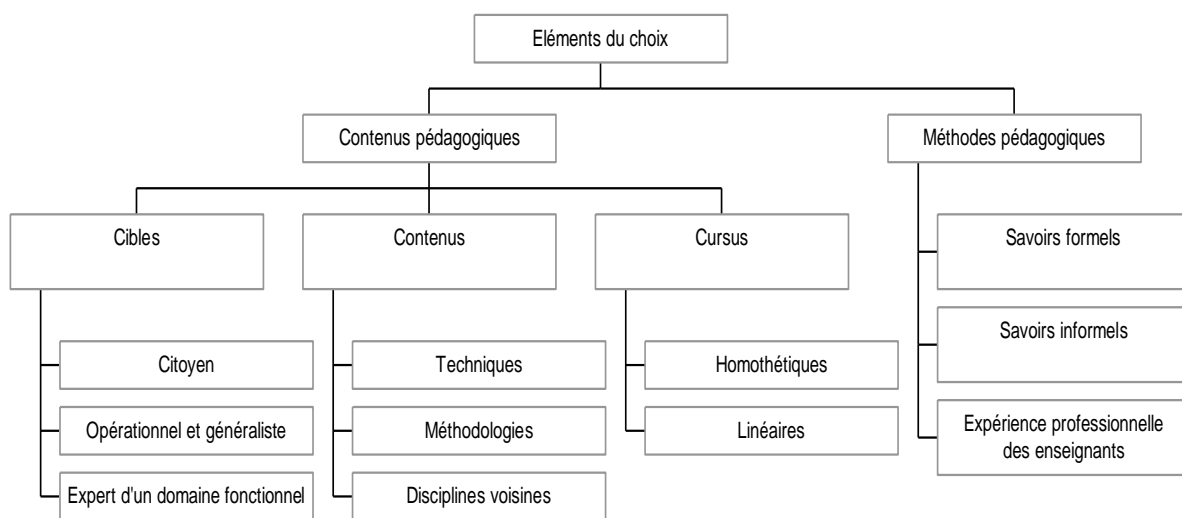 Eléments du choix
Contenus pédagogiques
Méthodes pédagogiques
Cibles
Contenus
Cursus
Savoirs formels
Savoirs informels
Citoyen
Techniques
Homothétiques
Opérationnel et généraliste
Méthodologies
Linéaires
Expérience professionnelle
des enseignants
Expert d'un domaine fonctionnel
Disciplines voisines